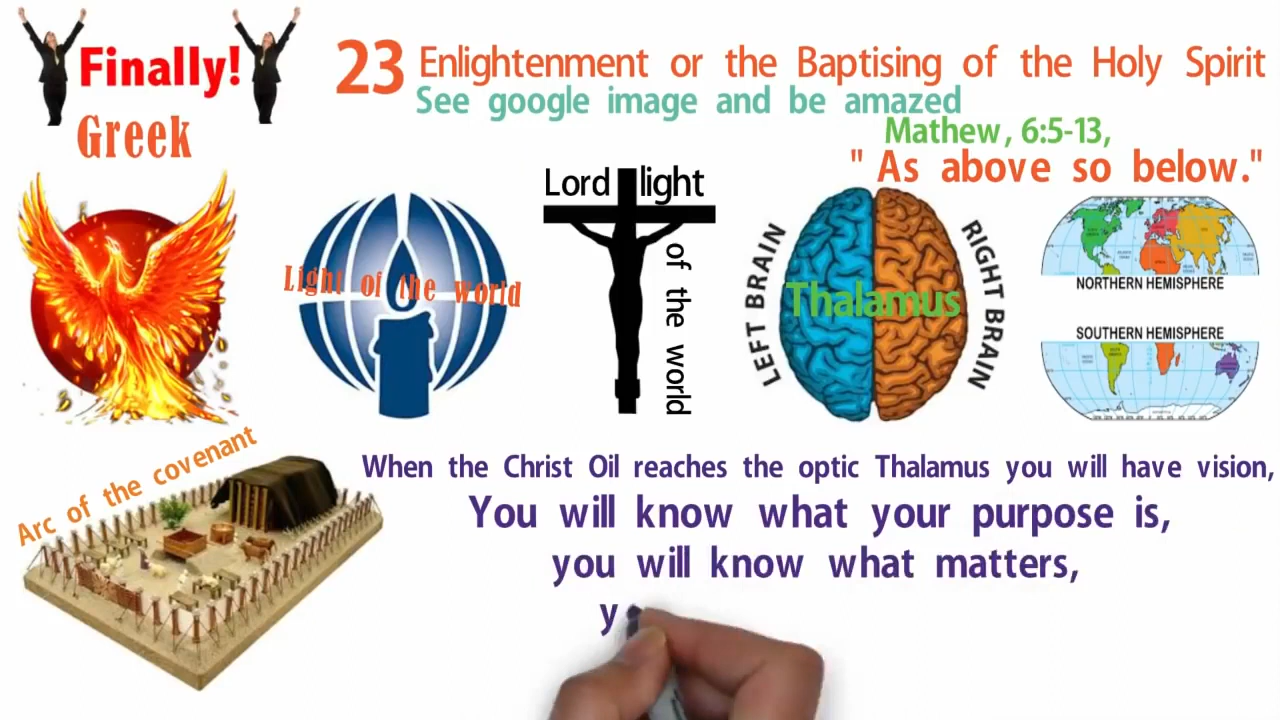 Finally!
Greek
23 Enlightenment or the Baptising of the Holy Spirit
See google image and be amazed
Mathew, 6:5-13,
" As above so below."
Light of the world
Lord light
of the world
LEFT BRAIN
Thalamus
RIGHT BRAIN
NORTHERN HEMISPHERE
SOUTHERN HEMISPHERE
Arc of the covenant
When the Christ Oil reaches the optic Thalamus you will have vision,
You will know what your purpose is,
you will know what matters,
y